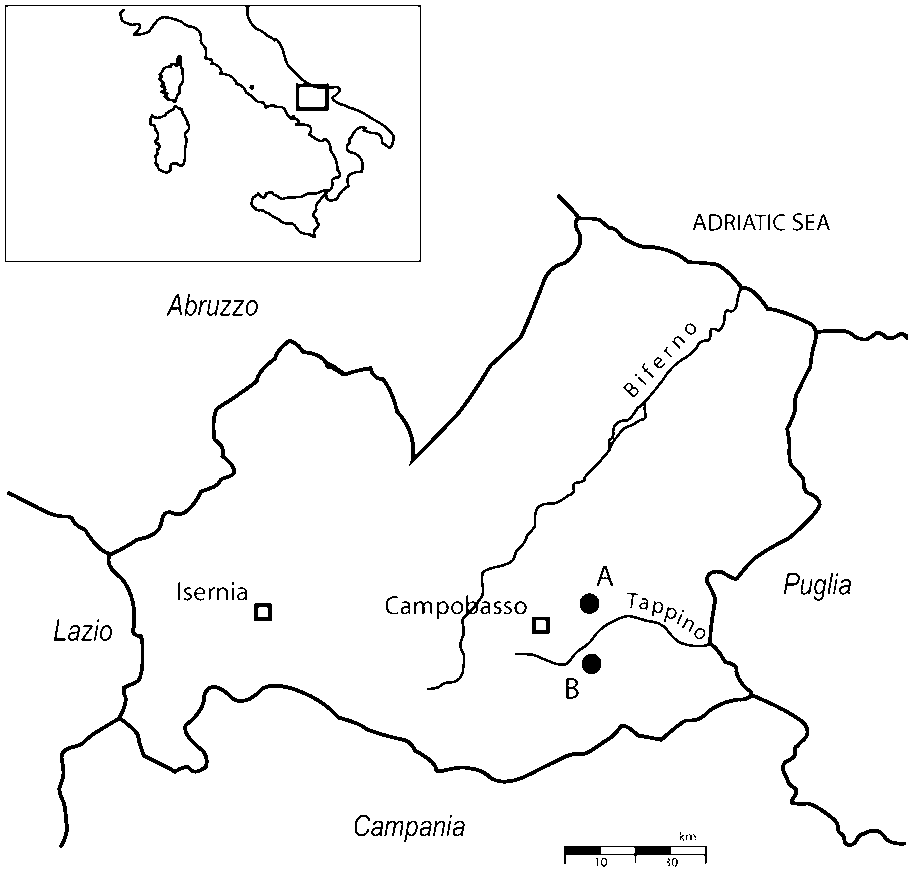 ADRIATIC SEA
Abruzzo
Biferno
Isernia
Campobasso
A
Tappino
Puglia
Lazio
B
Campania
km
10
30